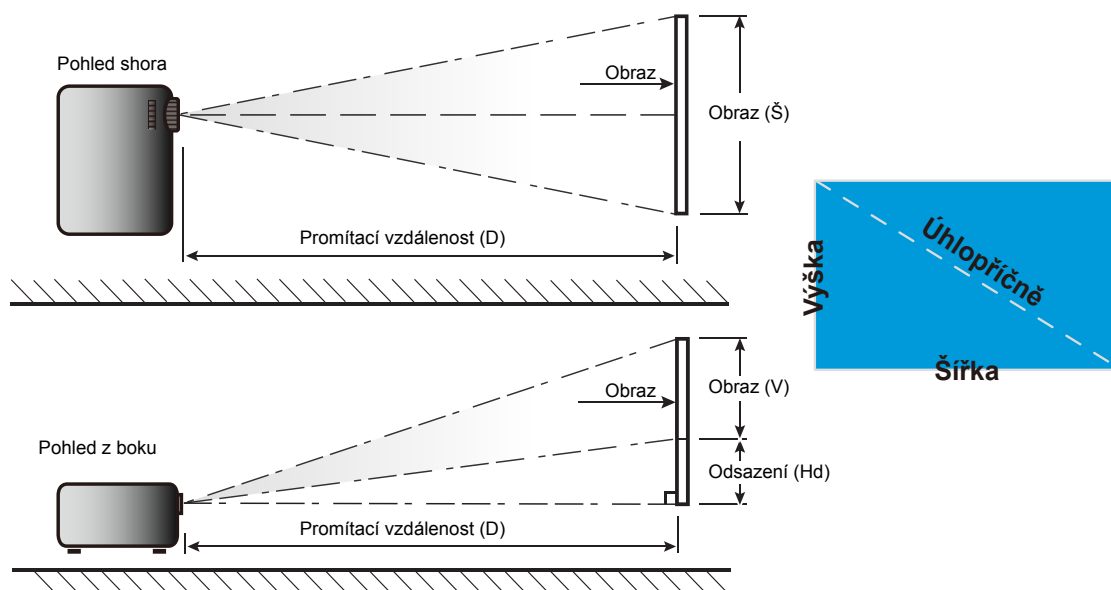 Pohled shora
Obraz
Obraz (Š)
Promítací vzdálenost (D)
Výška
Úhlopříčně
Šířka
Obraz
Obraz (V)
Pohled z boku
Odsazení (Hd)
Promítací vzdálenost (D)